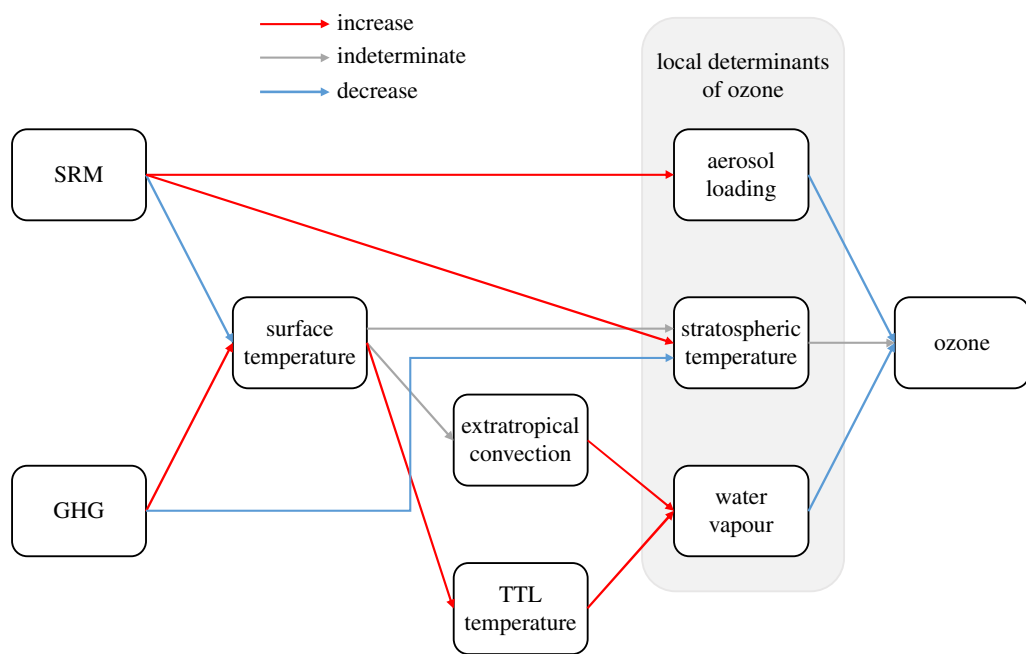 increase
indeterminate
decrease
local determinants
of ozone
SRM
aerosol
loading
surface
temperature
stratospheric
temperature
ozone
extratropical
convection
GHG
water
vapour
TTL
temperature